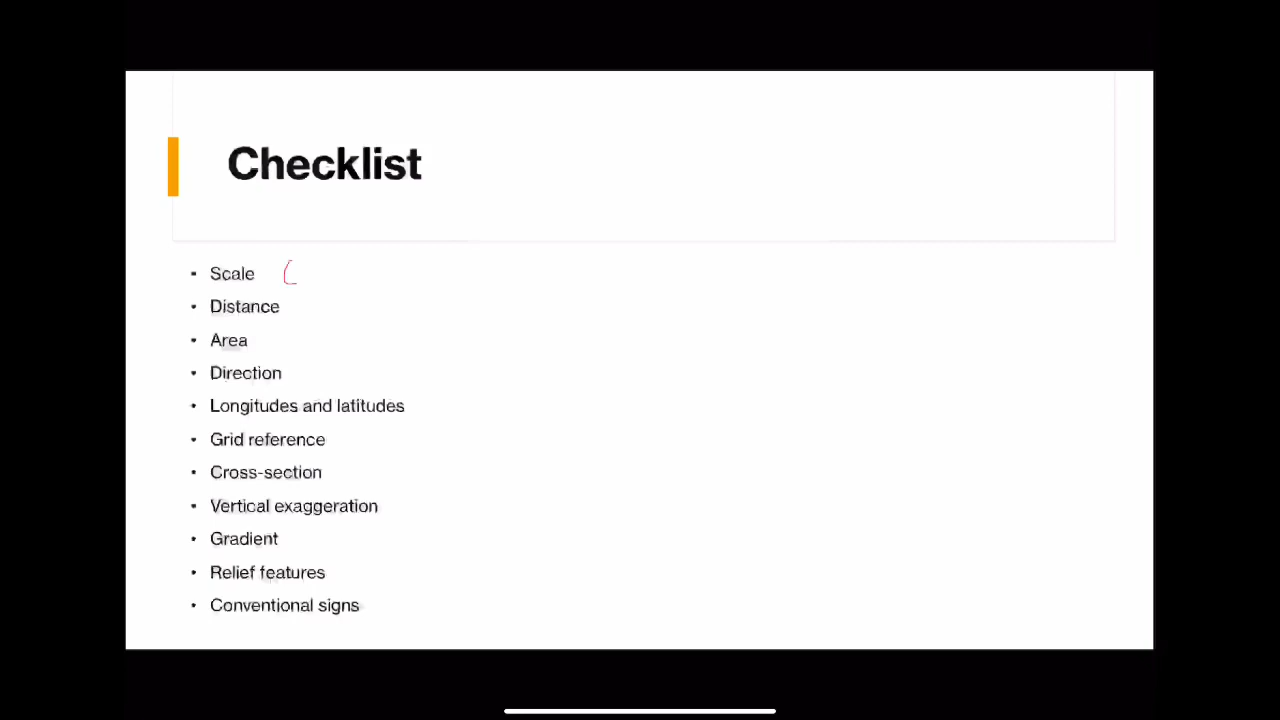 Checklist
• Scale
• Distance
• Area
• Direction
• Longitudes and latitudes
• Grid reference
• Cross-section
• Vertical exaggeration
• Gradient
• Relief features
• Conventional signs